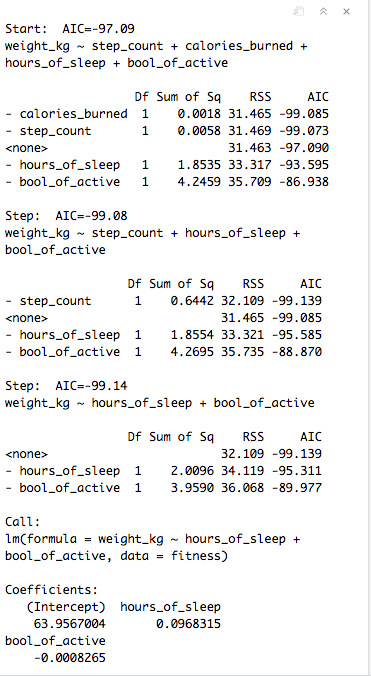 Start:  AIC=-97.09
weight_kg ~ step_count + calories_burned +
hours_of_sleep + bool_of_active

                  Df Sum of Sq    RSS     AIC
- calories_burned  1    0.0018 31.465 -99.085
- step_count       1    0.0058 31.469 -99.073
<none>                         31.463 -97.090
- hours_of_sleep   1    1.8535 33.317 -93.595
- bool_of_active   1    4.2459 35.709 -86.938

Step:  AIC=-99.08
weight_kg ~ step_count + hours_of_sleep +
bool_of_active

                 Df Sum of Sq    RSS     AIC
- step_count      1    0.6442 32.109 -99.139
<none>                        31.465 -99.085
- hours_of_sleep  1    1.8554 33.321 -95.585
- bool_of_active  1    4.2695 35.735 -88.870

Step:  AIC=-99.14
weight_kg ~ hours_of_sleep + bool_of_active

                 Df Sum of Sq    RSS     AIC
<none>                        32.109 -99.139
- hours_of_sleep  1    2.0096 34.119 -95.311
- bool_of_active  1    3.9590 36.068 -89.977

Call:
lm(formula = weight_kg ~ hours_of_sleep +
bool_of_active, data = fitness)

Coefficients:
   (Intercept)  hours_of_sleep
    63.9567004       0.0968315
bool_of_active
    -0.0008265